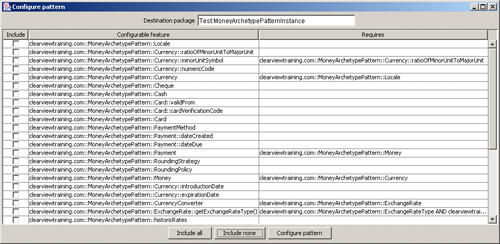 Configure pattern
Destination package Test:MoneyArchetypePatternInstance
Include Configurable feature Requires
clearviewtraining.com::MoneyArchetypePattern::Locale
clearviewtraining.com::MoneyArchetypePattern::Currency::ratioOfMinorUnitToMajorUnit
clearviewtraining.com::MoneyArchetypePattern::Currency::minorUnitSymbol clearviewtraining.com::MoneyArchetypePattern::Currency::ratioOfMinorUnitToMajorUnit
clearviewtraining.com::MoneyArchetypePattern::Currency::numericCode
clearviewtraining.com::MoneyArchetypePattern::Currency clearviewtraining.com::MoneyArchetypePattern::Locale
clearviewtraining.com::MoneyArchetypePattern::Cheque
clearviewtraining.com::MoneyArchetypePattern::Cash
clearviewtraining.com::MoneyArchetypePattern::Card::validFrom
clearviewtraining.com::MoneyArchetypePattern::Card::cardVerificationCode
clearviewtraining.com::MoneyArchetypePattern::Card
clearviewtraining.com::MoneyArchetypePattern::PaymentMethod
clearviewtraining.com::MoneyArchetypePattern::Payment::dateCreated
clearviewtraining.com::MoneyArchetypePattern::Payment::dateDue
clearviewtraining.com::MoneyArchetypePattern::Payment clearviewtraining.com::MoneyArchetypePattern::Money
clearviewtraining.com::MoneyArchetypePattern::RoundingStrategy
clearviewtraining.com::MoneyArchetypePattern::RoundingPolicy
clearviewtraining.com::MoneyArchetypePattern::Money clearviewtraining.com::MoneyArchetypePattern::Currency
clearviewtraining.com::MoneyArchetypePattern::Currency::introductionDate
clearviewtraining.com::MoneyArchetypePattern::Currency::expirationDate
clearviewtraining.com::MoneyArchetypePattern::CurrencyConverter clearviewtraining.com::MoneyArchetypePattern::ExchangeRate
clearviewtraining.com::MoneyArchetypePattern::ExchangeRate::getExchangeRateType() clearviewtraining.com::MoneyArchetypePattern::ExchangeRateType AND clearviewtrai...
clearviewtraining.com::MoneyArchetypePattern::historicRates
Include all Include none Configure pattern